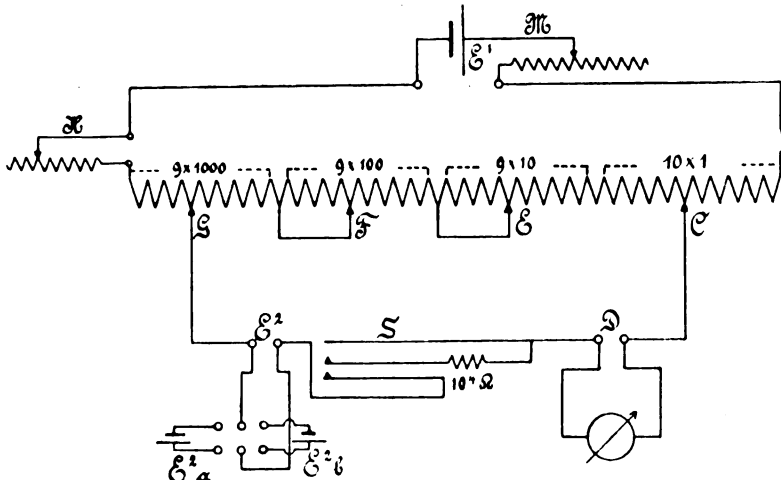 𝔐
ℰ¹
𝔎
9×1000
9×100
9×10
10×1
𝔊
𝔉
ℰ
ℭ
ℰ²
𝔖
𝔇
10⁴ Ω
ℰ²a
ℰ²b